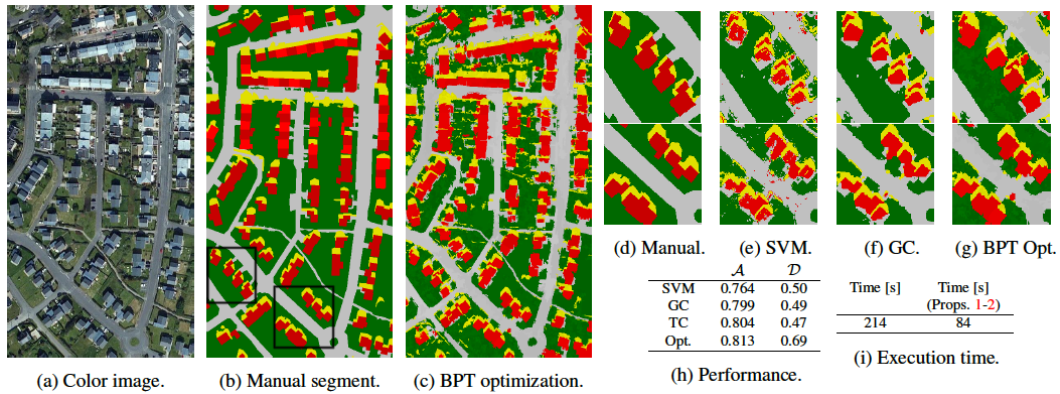 (a) Color image.
(b) Manual segment.
(c) BPT optimization.
(d) Manual.
(e) SVM.
(f) GC.
(g) BPT Opt.
𝒜 𝒟
SVM 0.764 0.50
GC 0.799 0.49
TC 0.804 0.47
Opt. 0.813 0.69
(h) Performance.
Time [s] Time [s]
(Props. 1-2)
214 84
(i) Execution time.